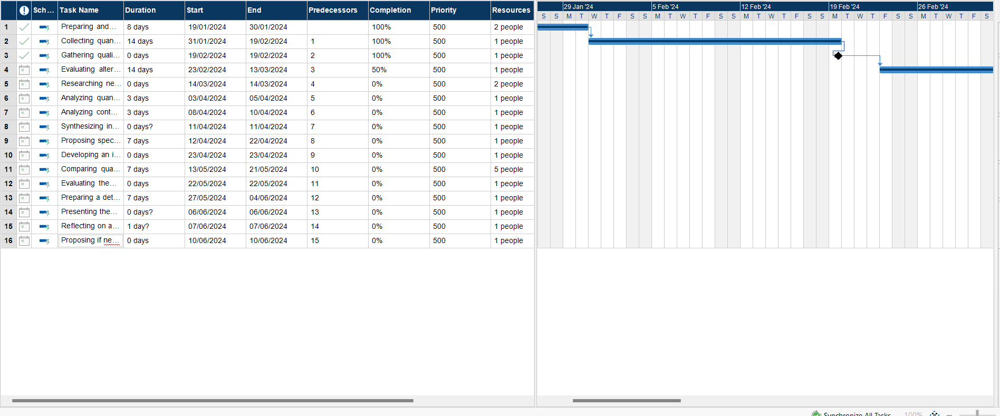 ! Sch... Task Name Duration Start End Predecessors Completion Priority Resources
1 Preparing and... 8 days 19/01/2024 30/01/2024 100% 500 2 people
2 Collecting quan... 14 days 31/01/2024 19/02/2024 1 100% 500 1 people
3 Gathering quali... 0 days 19/02/2024 19/02/2024 2 100% 500 1 people
4 Evaluating alter... 14 days 23/02/2024 13/03/2024 3 50% 500 1 people
5 Researching ne... 0 days 14/03/2024 14/03/2024 4 0% 500 2 people
6 Analyzing quan... 3 days 03/04/2024 05/04/2024 5 0% 500 1 people
7 Analyzing cont... 3 days 08/04/2024 10/04/2024 6 0% 500 1 people
8 Synthesizing in... 0 days? 11/04/2024 11/04/2024 7 0% 500 1 people
9 Proposing spec... 7 days 12/04/2024 22/04/2024 8 0% 500 1 people
10 Developing an i... 0 days 23/04/2024 23/04/2024 9 0% 500 1 people
11 Comparing qua... 7 days 13/05/2024 21/05/2024 10 0% 500 5 people
12 Evaluating the... 0 days 22/05/2024 22/05/2024 11 0% 500 1 people
13 Preparing a det... 7 days 27/05/2024 04/06/2024 12 0% 500 1 people
14 Presenting the... 0 days? 06/06/2024 06/06/2024 13 0% 500 1 people
15 Reflecting on a... 1 day? 07/06/2024 07/06/2024 14 0% 500 1 people
16 Proposing if ne... 0 days 10/06/2024 10/06/2024 15 0% 500 1 people
29 Jan '24 5 Feb '24 12 Feb '24 19 Feb '24 26 Feb '24
S S M T W T F S S M T W T F S S M T W T F S S M T W T F S S M T W T F S
Synchronize All Tasks 100%